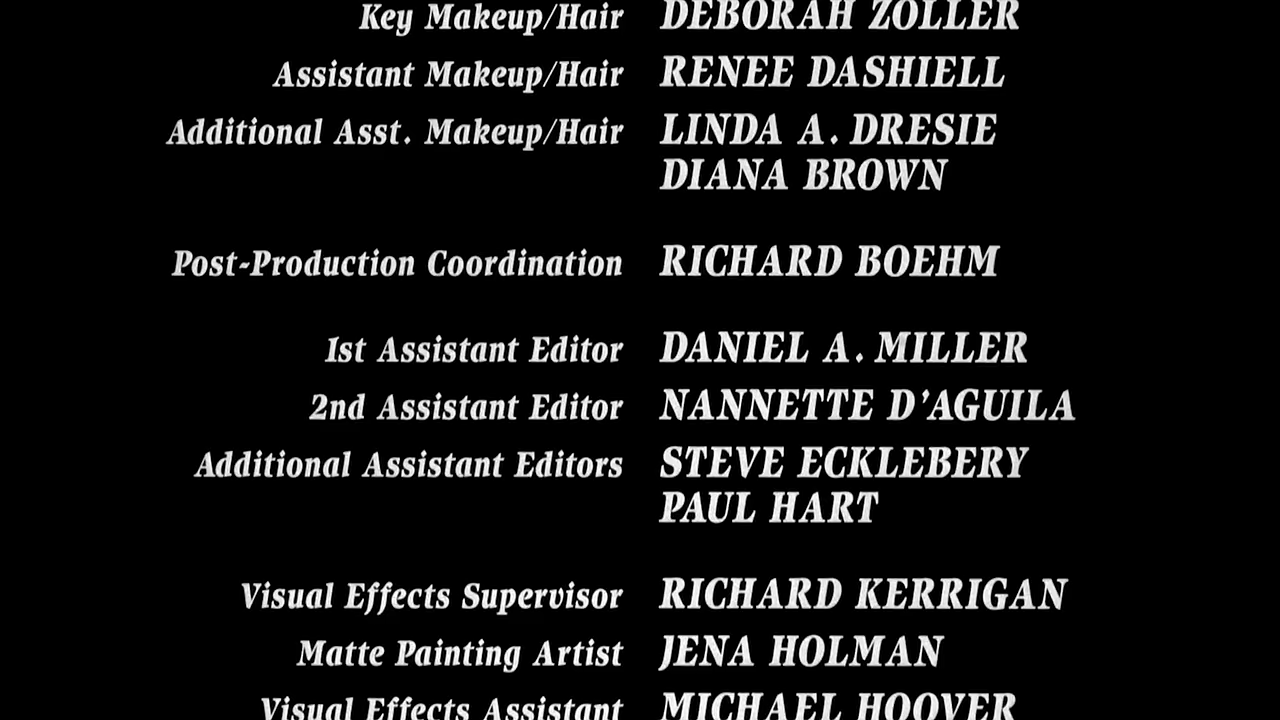 Key Makeup/Hair DEBORAH ZOLLER
Assistant Makeup/Hair RENEE DASHIELL
Additional Asst. Makeup/Hair LINDA A. DRESIE
DIANA BROWN
Post-Production Coordination RICHARD BOEHM
1st Assistant Editor DANIEL A. MILLER
2nd Assistant Editor NANNETTE D'AGUILA
Additional Assistant Editors STEVE ECKLEBERY
PAUL HART
Visual Effects Supervisor RICHARD KERRIGAN
Matte Painting Artist JENA HOLMAN
Visual Effects Assistant MICHAEL HOOVER